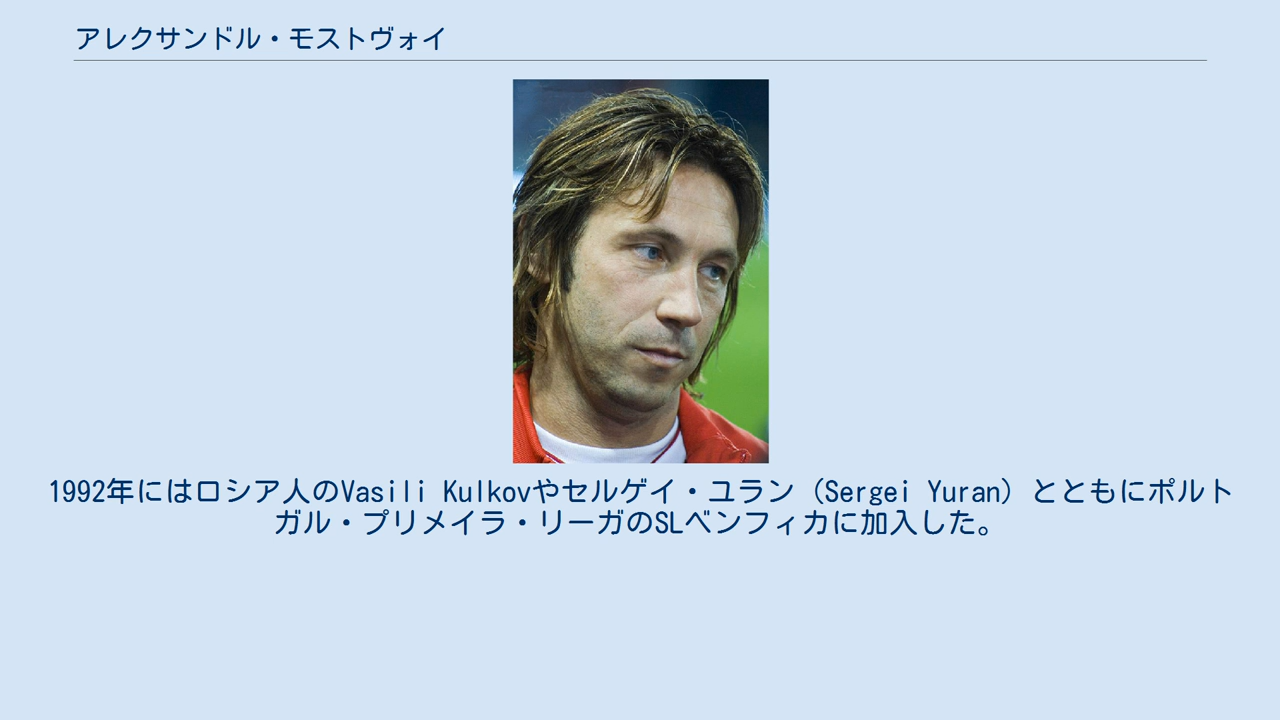 アレクサンドル・モストヴォイ
1992年にはロシア人のVasili Kulkovやセルゲイ・ユラン（Sergei Yuran）とともにポルト
ガル・プリメイラ・リーガのSLベンフィカに加入した。